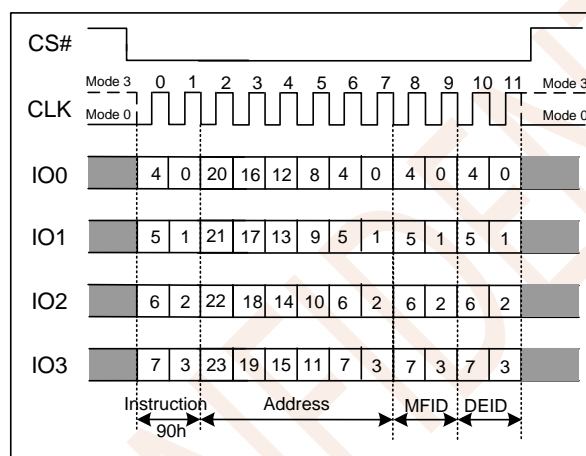 CS#
Mode 3 0 1 2 3 4 5 6 7 8 9 10 11 Mode 3
CLK
Mode 0 Mode 0
IO0 4 0 20 16 12 8 4 0 4 0 4 0
IO1 5 1 21 17 13 9 5 1 5 1 5 1
IO2 6 2 22 18 14 10 6 2 6 2 6 2
IO3 7 3 23 19 15 11 7 3 7 3 7 3
Instruction Address MFID DEID
90h